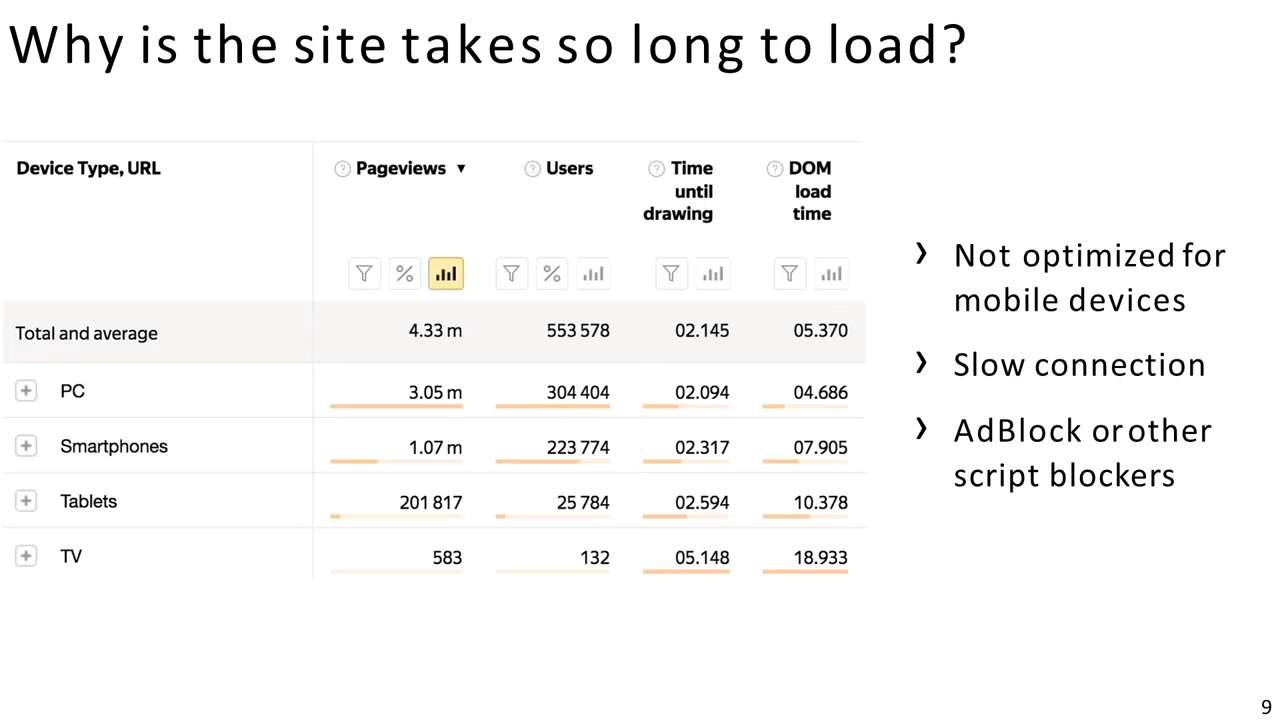 Why is the site takes so long to load?
Device Type, URL
? Pageviews ▼
? Users
? Time until drawing
? DOM load time
%
%
Total and average 4.33 m 553 578 02.145 05.370
+ PC 3.05 m 304 404 02.094 04.686
+ Smartphones 1.07 m 223 774 02.317 07.905
+ Tablets 201 817 25 784 02.594 10.378
+ TV 583 132 05.148 18.933
› Not optimized for
mobile devices
› Slow connection
› AdBlock or other
script blockers
9